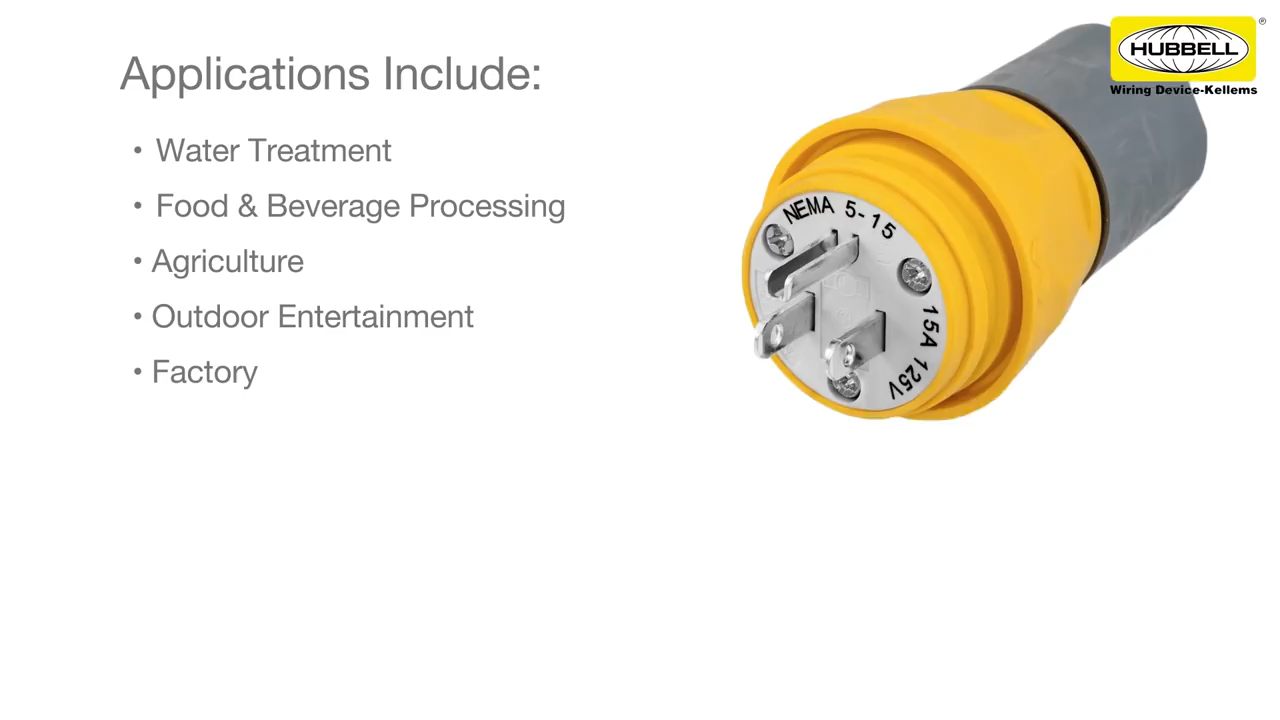 Applications Include:
• Water Treatment
• Food & Beverage Processing
• Agriculture
• Outdoor Entertainment
• Factory
HUBBELL
®
Wiring Device-Kellems
NEMA 5-15
15A 125V